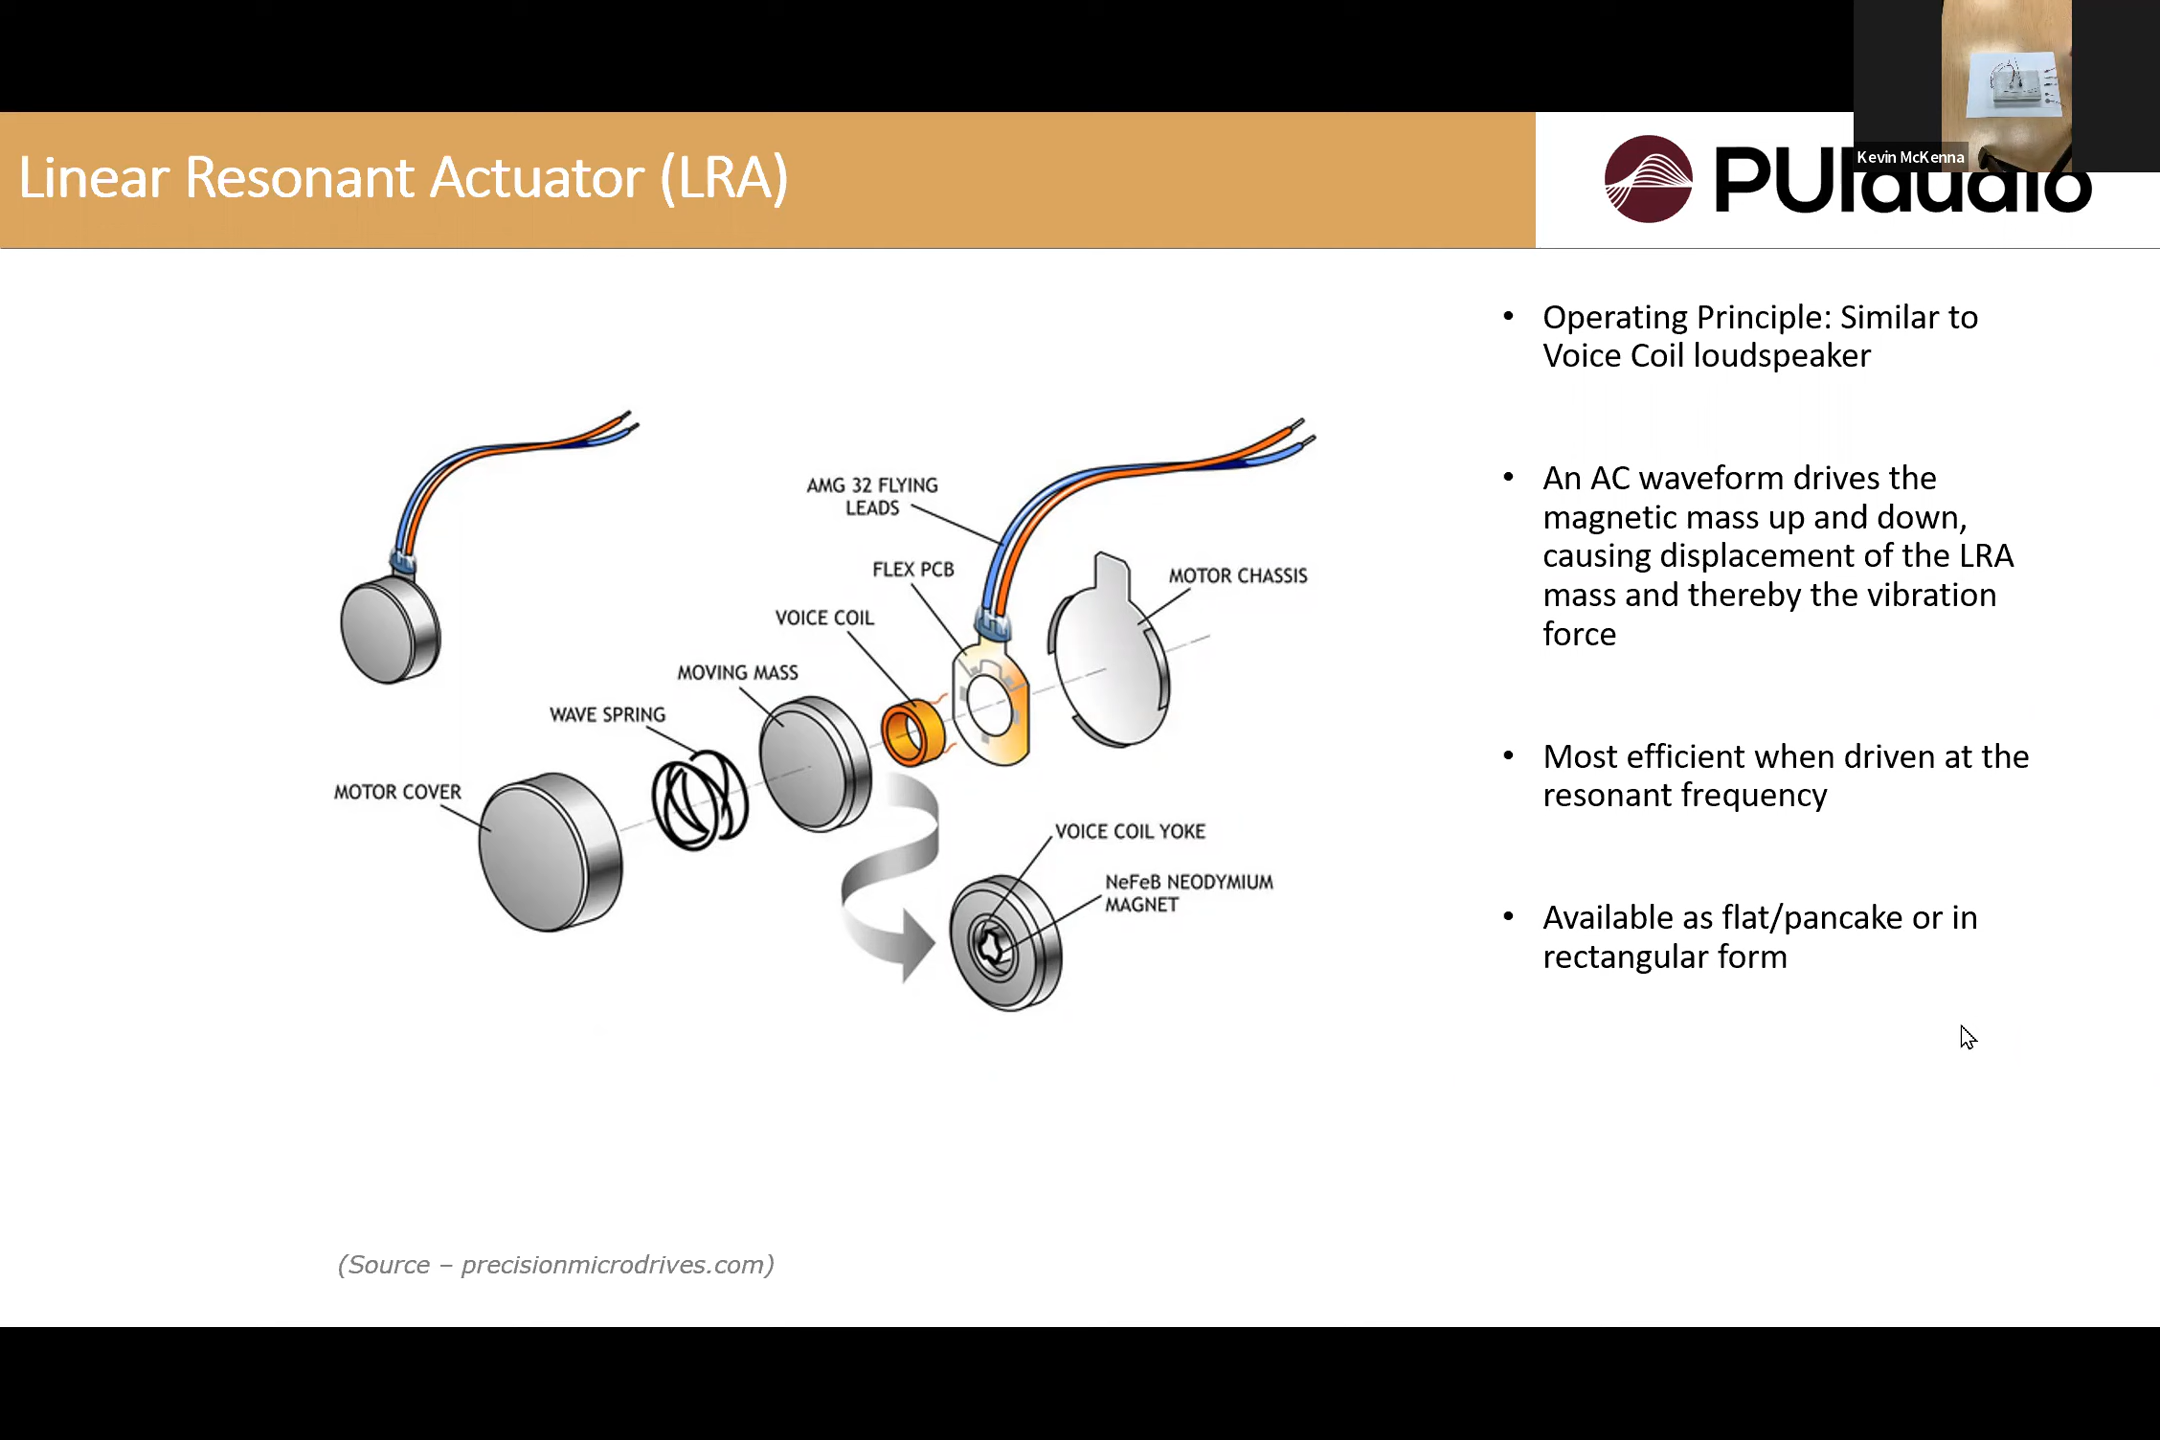 Linear Resonant Actuator (LRA)
PUIaudio
Kevin McKenna
• Operating Principle: Similar to
Voice Coil loudspeaker
• An AC waveform drives the
magnetic mass up and down,
causing displacement of the LRA
mass and thereby the vibration
force
• Most efficient when driven at the
resonant frequency
• Available as flat/pancake or in
rectangular form
AMG 32 FLYING
LEADS
FLEX PCB
MOTOR CHASSIS
VOICE COIL
MOVING MASS
WAVE SPRING
MOTOR COVER
VOICE COIL YOKE
NeFeB NEODYMIUM
MAGNET
(Source – precisionmicrodrives.com)